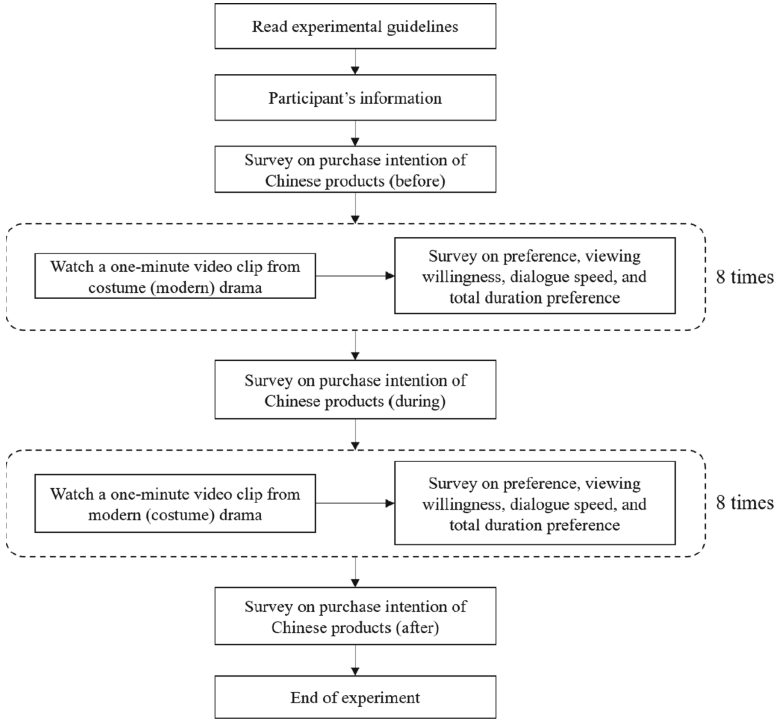 Read experimental guidelines
Participant's information
Survey on purchase intention of
Chinese products (before)
Watch a one-minute video clip from
costume (modern) drama
Survey on preference, viewing
willingness, dialogue speed, and
total duration preference
8 times
Survey on purchase intention of
Chinese products (during)
Watch a one-minute video clip from
modern (costume) drama
Survey on preference, viewing
willingness, dialogue speed, and
total duration preference
8 times
Survey on purchase intention of
Chinese products (after)
End of experiment